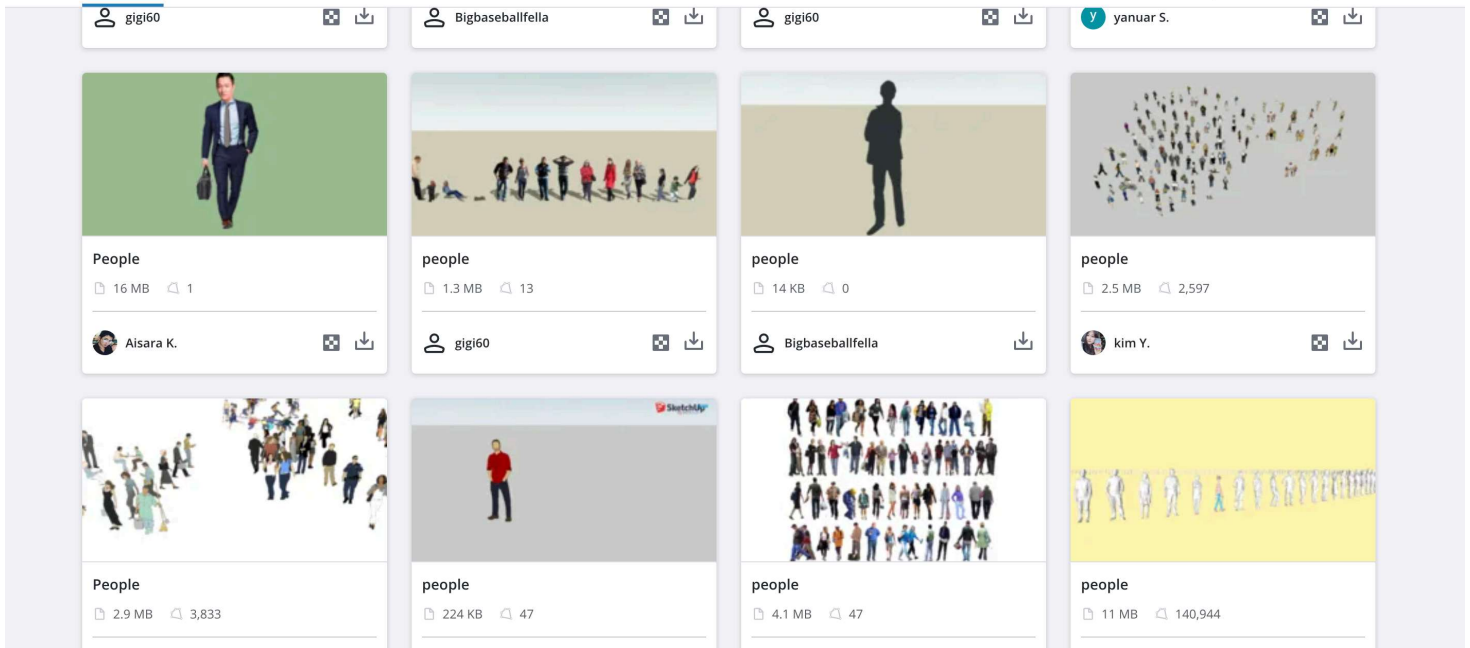 gigi60
Bigbaseballfella
gigi60
y
yanuar S.
People
16 MB 1
Aisara K.
people
1.3 MB 13
gigi60
people
14 KB 0
Bigbaseballfella
people
2.5 MB 2,597
kim Y.
People
2.9 MB 3,833
SketchUp
people
224 KB 47
people
4.1 MB 47
people
11 MB 140,944